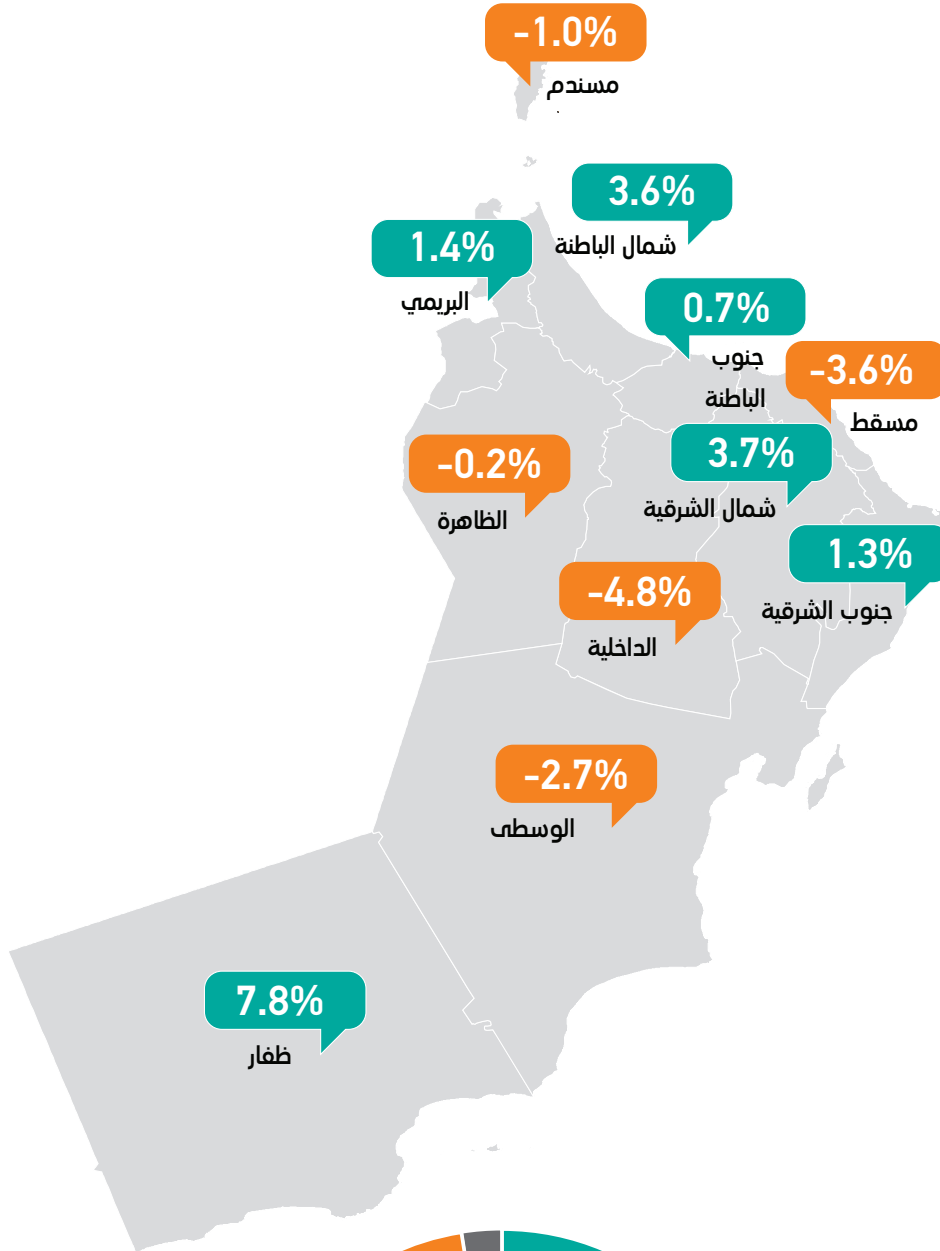 -1.0%
مسندم
3.6%
شمال الباطنة
1.4%
البريمي
0.7%
جنوب
الباطنة
-3.6%
مسقط
3.7%
شمال الشرقية
-0.2%
الظاهرة
1.3%
جنوب الشرقية
-4.8%
الداخلية
-2.7%
الوسطى
7.8%
ظفار